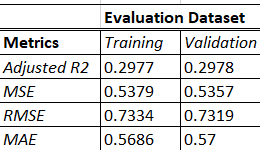 Evaluation Dataset
Metrics Training Validation
Adjusted R2 0.2977 0.2978
MSE 0.5379 0.5357
RMSE 0.7334 0.7319
MAE 0.5686 0.57